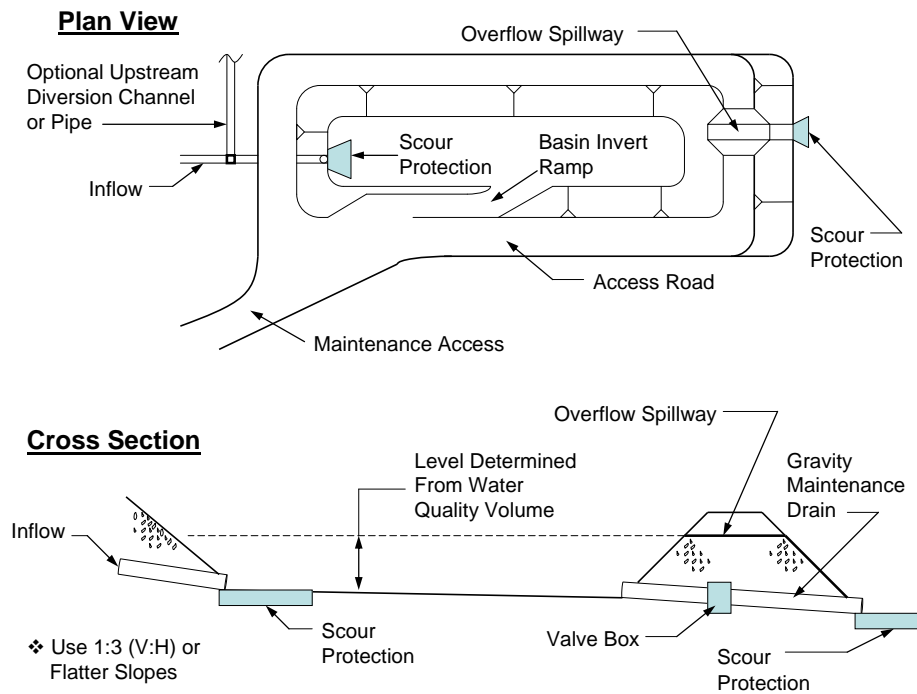 Plan View
Overflow Spillway
Optional Upstream
Diversion Channel
or Pipe
Scour
Protection
Basin Invert
Ramp
Inflow
Scour
Protection
Access Road
Maintenance Access
Overflow Spillway
Cross Section
Level Determined
From Water
Quality Volume
Gravity
Maintenance
Drain
Inflow
Scour
Protection
Valve Box
Scour
Protection
❖ Use 1:3 (V:H) or
Flatter Slopes